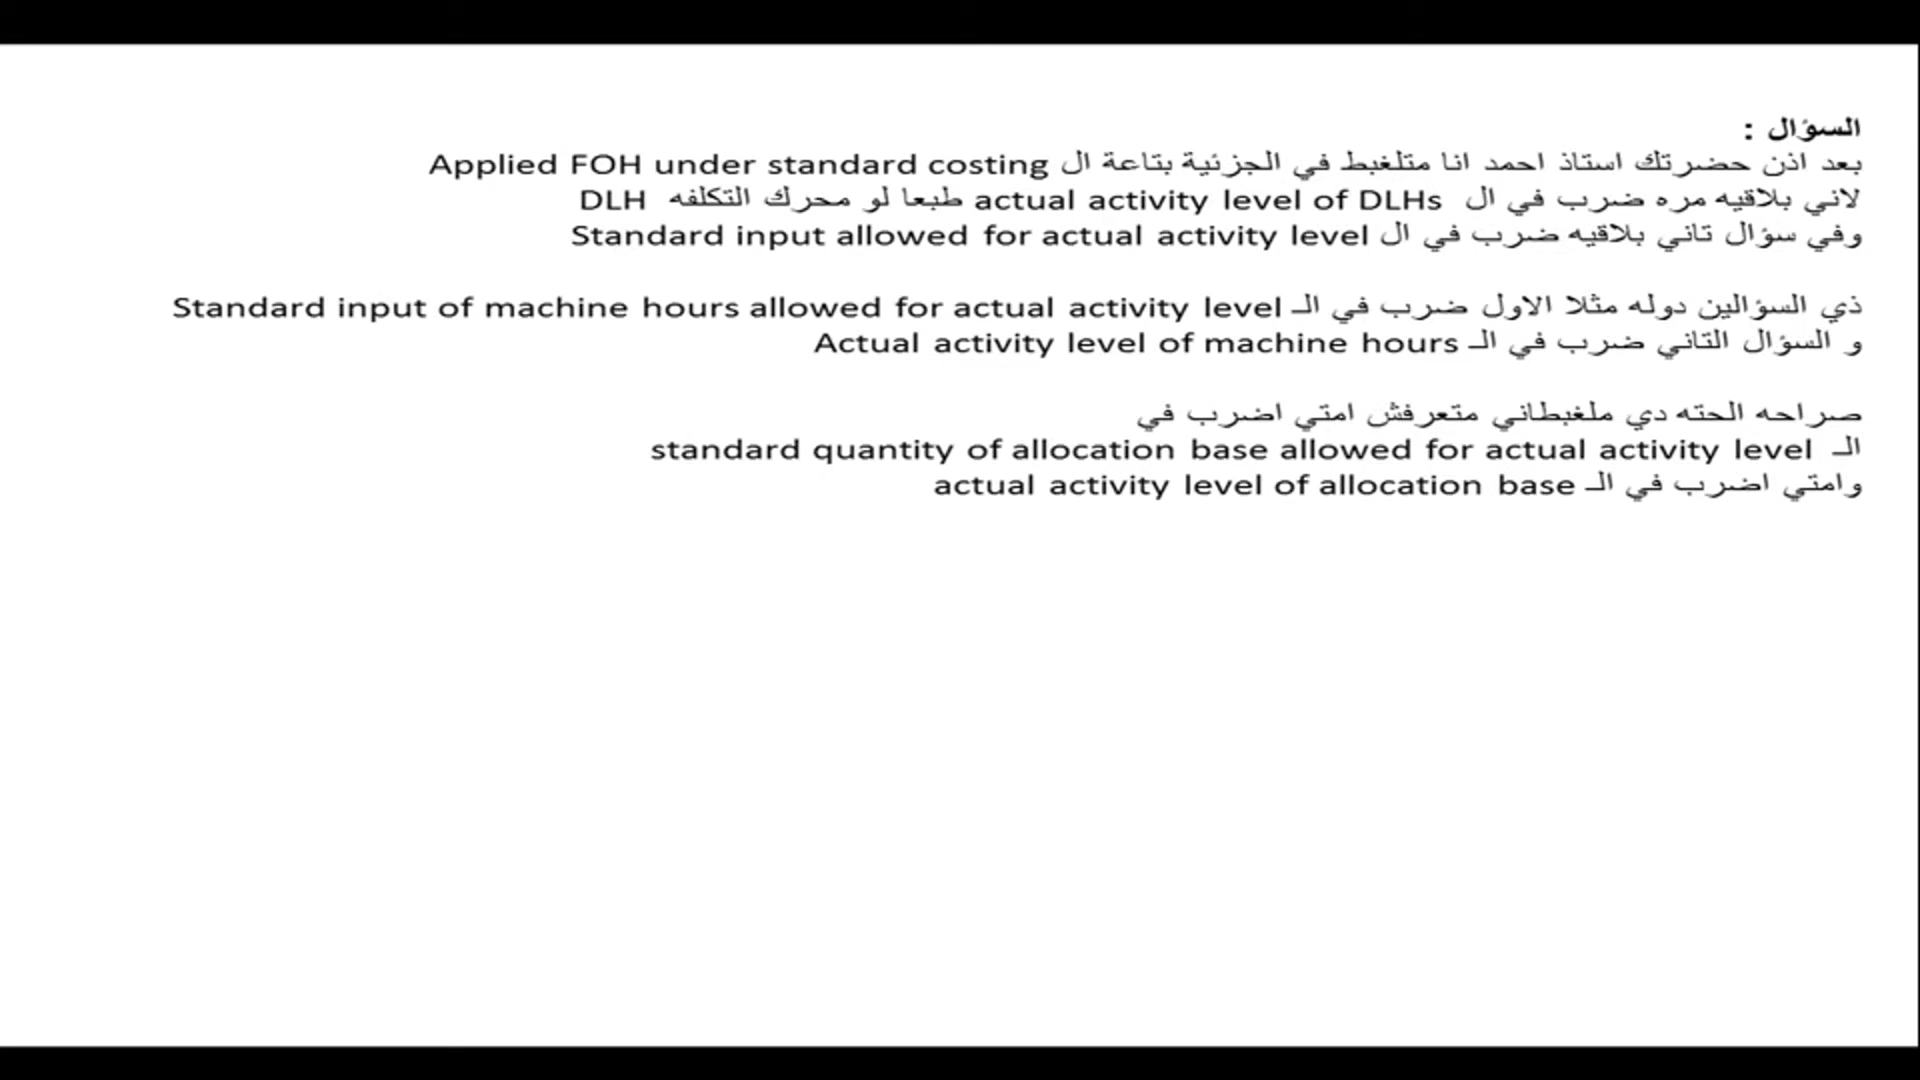 السؤال :
بعد اذن حضرتك استاذ احمد انا متلغبط في الجزئية بتاعة ال Applied FOH under standard costing
لاني بلاقيه مره ضرب في ال actual activity level of DLHs طبعا لو محرك التكلفه DLH
وفي سؤال تاني بلاقيه ضرب في ال Standard input allowed for actual activity level
ذي السؤالين دوله مثلا الاول ضرب في الـ Standard input of machine hours allowed for actual activity level
و السؤال التاني ضرب في الـ Actual activity level of machine hours
صراحه الحته دي ملغبطاني متعرفش امتي اضرب في
الـ standard quantity of allocation base allowed for actual activity level
وامتي اضرب في الـ actual activity level of allocation base